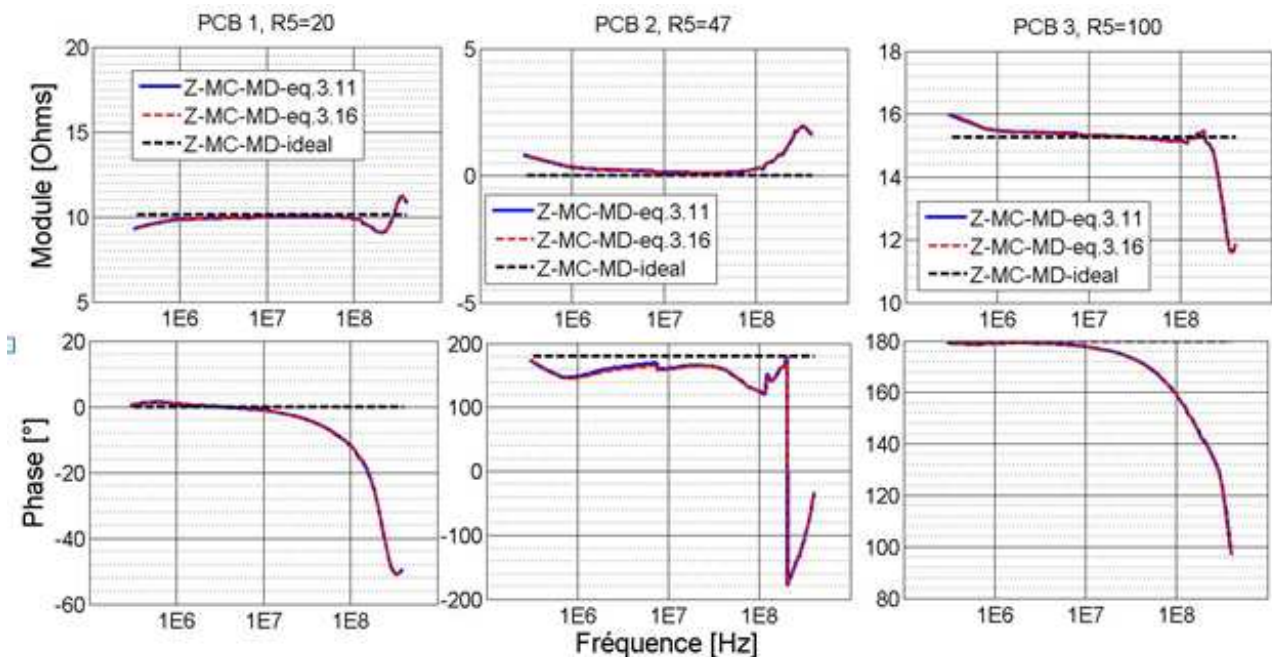 PCB 1, R5=20
PCB 2, R5=47
PCB 3, R5=100
Module [Ohms]
20
15
10
5
Z-MC-MD-eq.3.11
Z-MC-MD-eq.3.16
Z-MC-MD-ideal
1E6 1E7 1E8
5
0
-5
Z-MC-MD-eq.3.11
Z-MC-MD-eq.3.16
Z-MC-MD-ideal
1E6 1E7 1E8
18
16
14
12
10
Z-MC-MD-eq.3.11
Z-MC-MD-eq.3.16
Z-MC-MD-ideal
1E6 1E7 1E8
Phase [°]
20
0
-20
-40
-60
1E6 1E7 1E8
200
100
0
-100
-200
1E6 1E7 1E8
180
160
140
120
100
80
1E6 1E7 1E8
Fréquence [Hz]